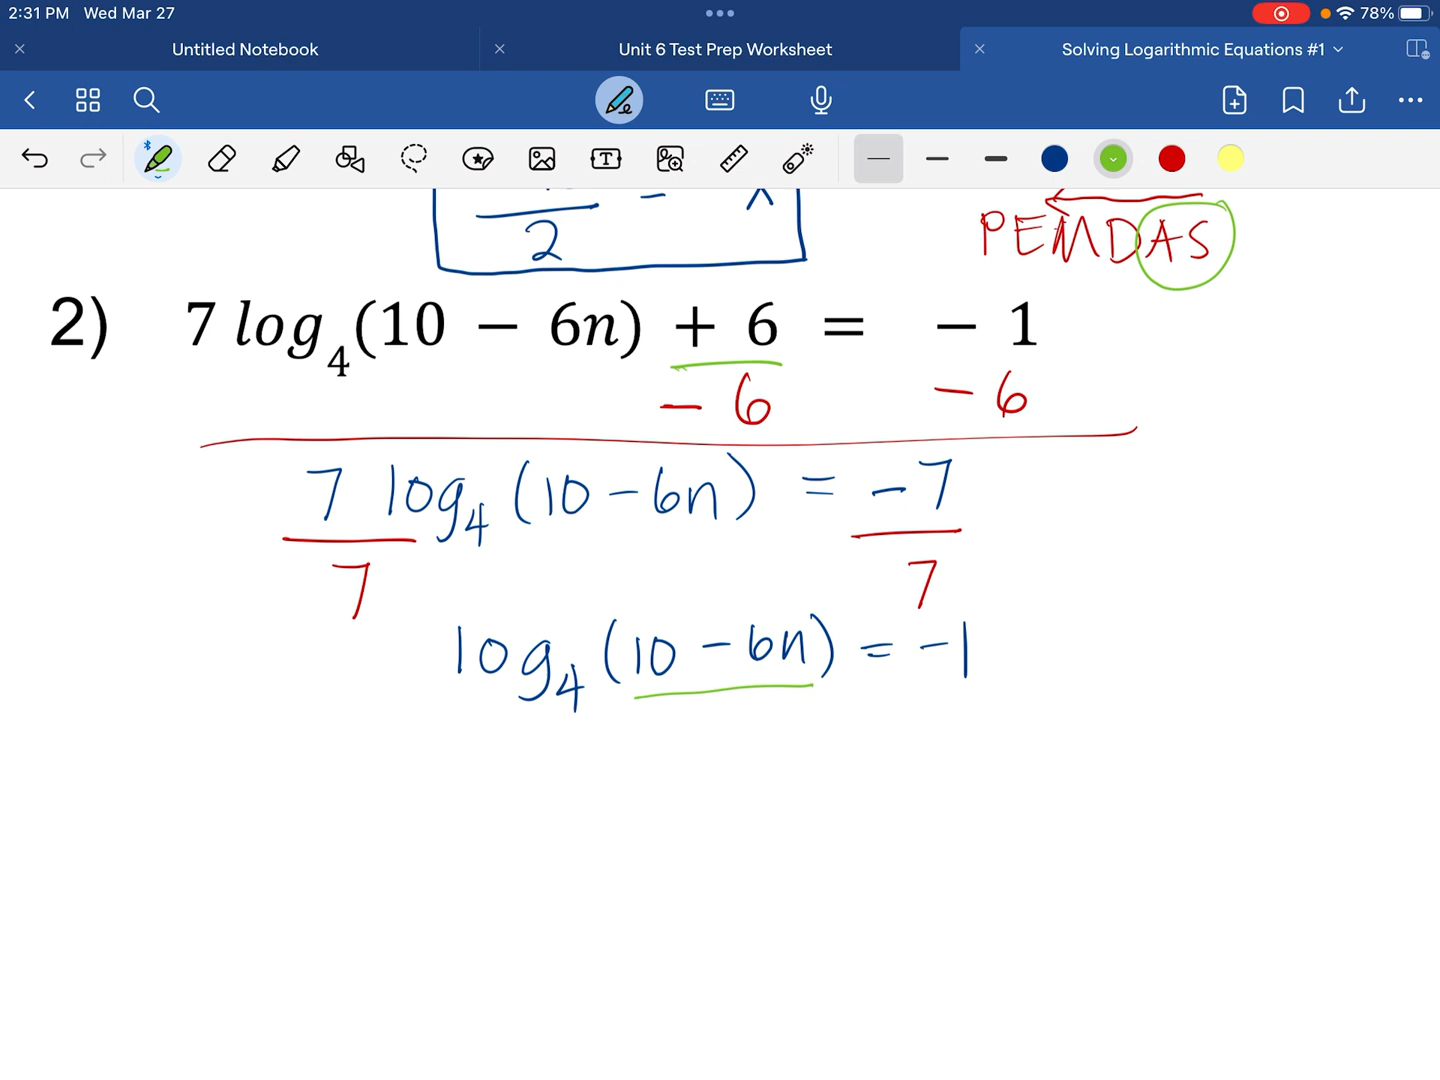 2:31 PM Wed Mar 27
78%
Untitled Notebook
Unit 6 Test Prep Worksheet
Solving Logarithmic Equations #1
2
-
PEMDAS
2) 7 log₄(10 − 6n) + 6 = − 1
− 6 − 6
7 log₄ (10 − 6n) = −7
7 7
log₄ (10 − 6n) = −1